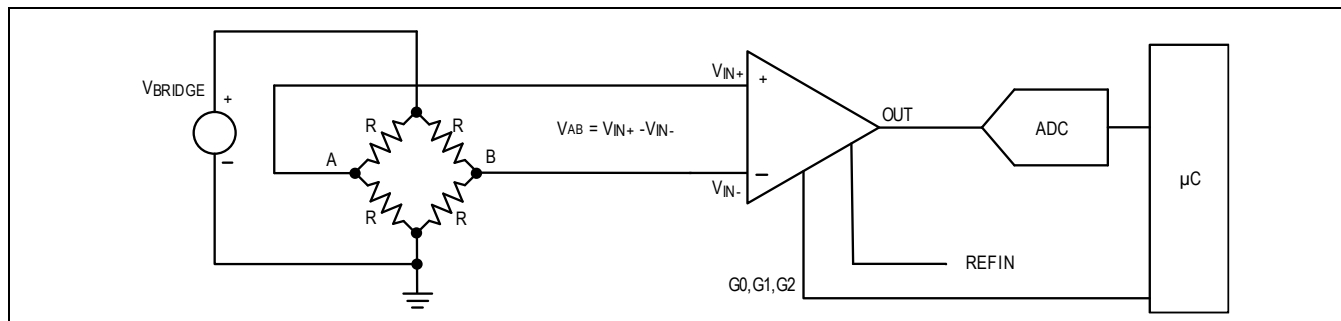 VBRIDGE
+
−
A
B
R
R
R
R
VAB = VIN+ -VIN-
VIN+
+
VIN-
−
OUT
ADC
µC
REFIN
G0,G1,G2